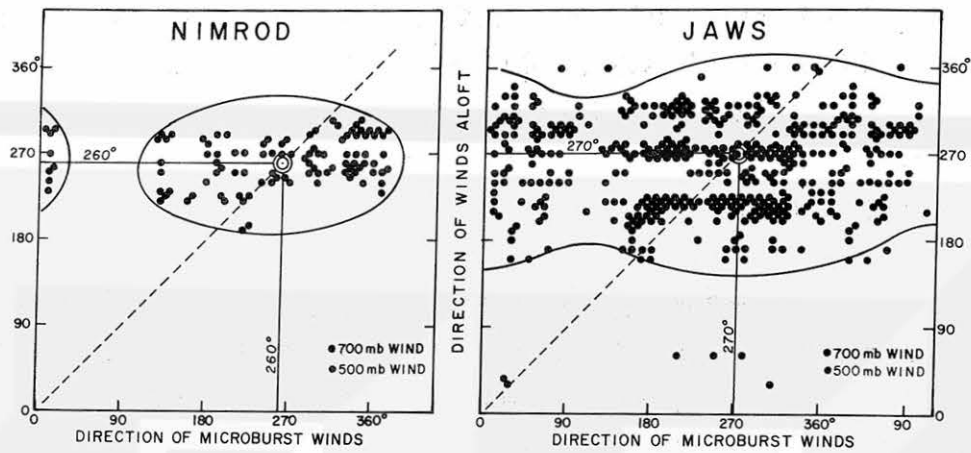 NIMROD
360°
270
180
90
0
260°
260°
700 mb WIND
500 mb WIND
0
90
180
270
360°
DIRECTION OF MICROBURST WINDS
JAWS
DIRECTION OF WINDS ALOFT
270°
270°
700 mb WIND
500 mb WIND
360°
270
180
90
0
0
90
180
270
360°
90
DIRECTION OF MICROBURST WINDS